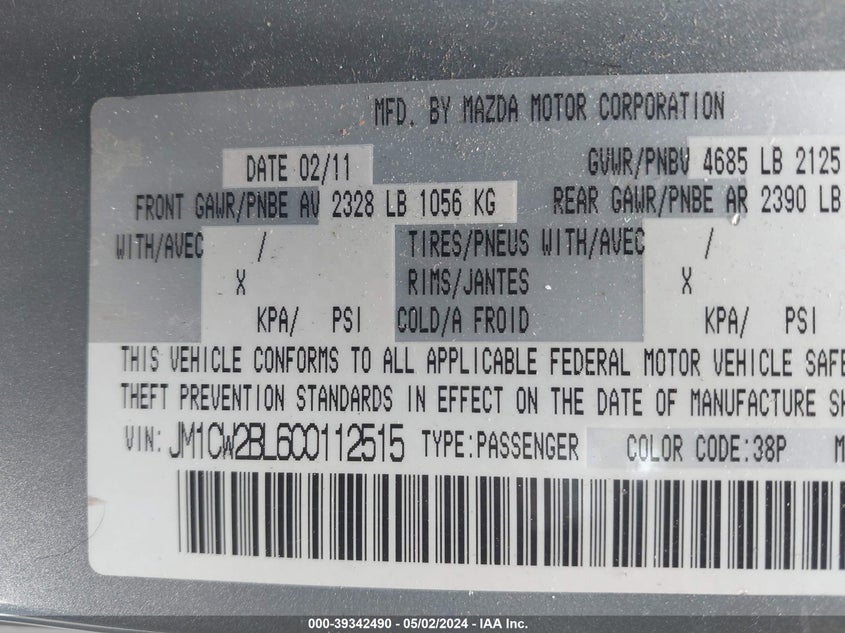 MFD. BY MAZDA MOTOR CORPORATION
DATE 02/11 GVWR/PNBV 4685 LB 2125
FRONT GAWR/PNBE AV 2328 LB 1056 KG REAR GAWR/PNBE AR 2390 LB
WITH/AVEC / TIRES/PNEUS WITH/AVEC /
X RIMS/JANTES X
KPA/ PSI COLD/A FROID KPA/ PSI
THIS VEHICLE CONFORMS TO ALL APPLICABLE FEDERAL MOTOR VEHICLE SAFE
THEFT PREVENTION STANDARDS IN EFFECT ON THE DATE OF MANUFACTURE SH
VIN: JM1CW2BL6C0112515 TYPE:PASSENGER COLOR CODE:38P M
000-39342490 - 05/02/2024 - IAA Inc.